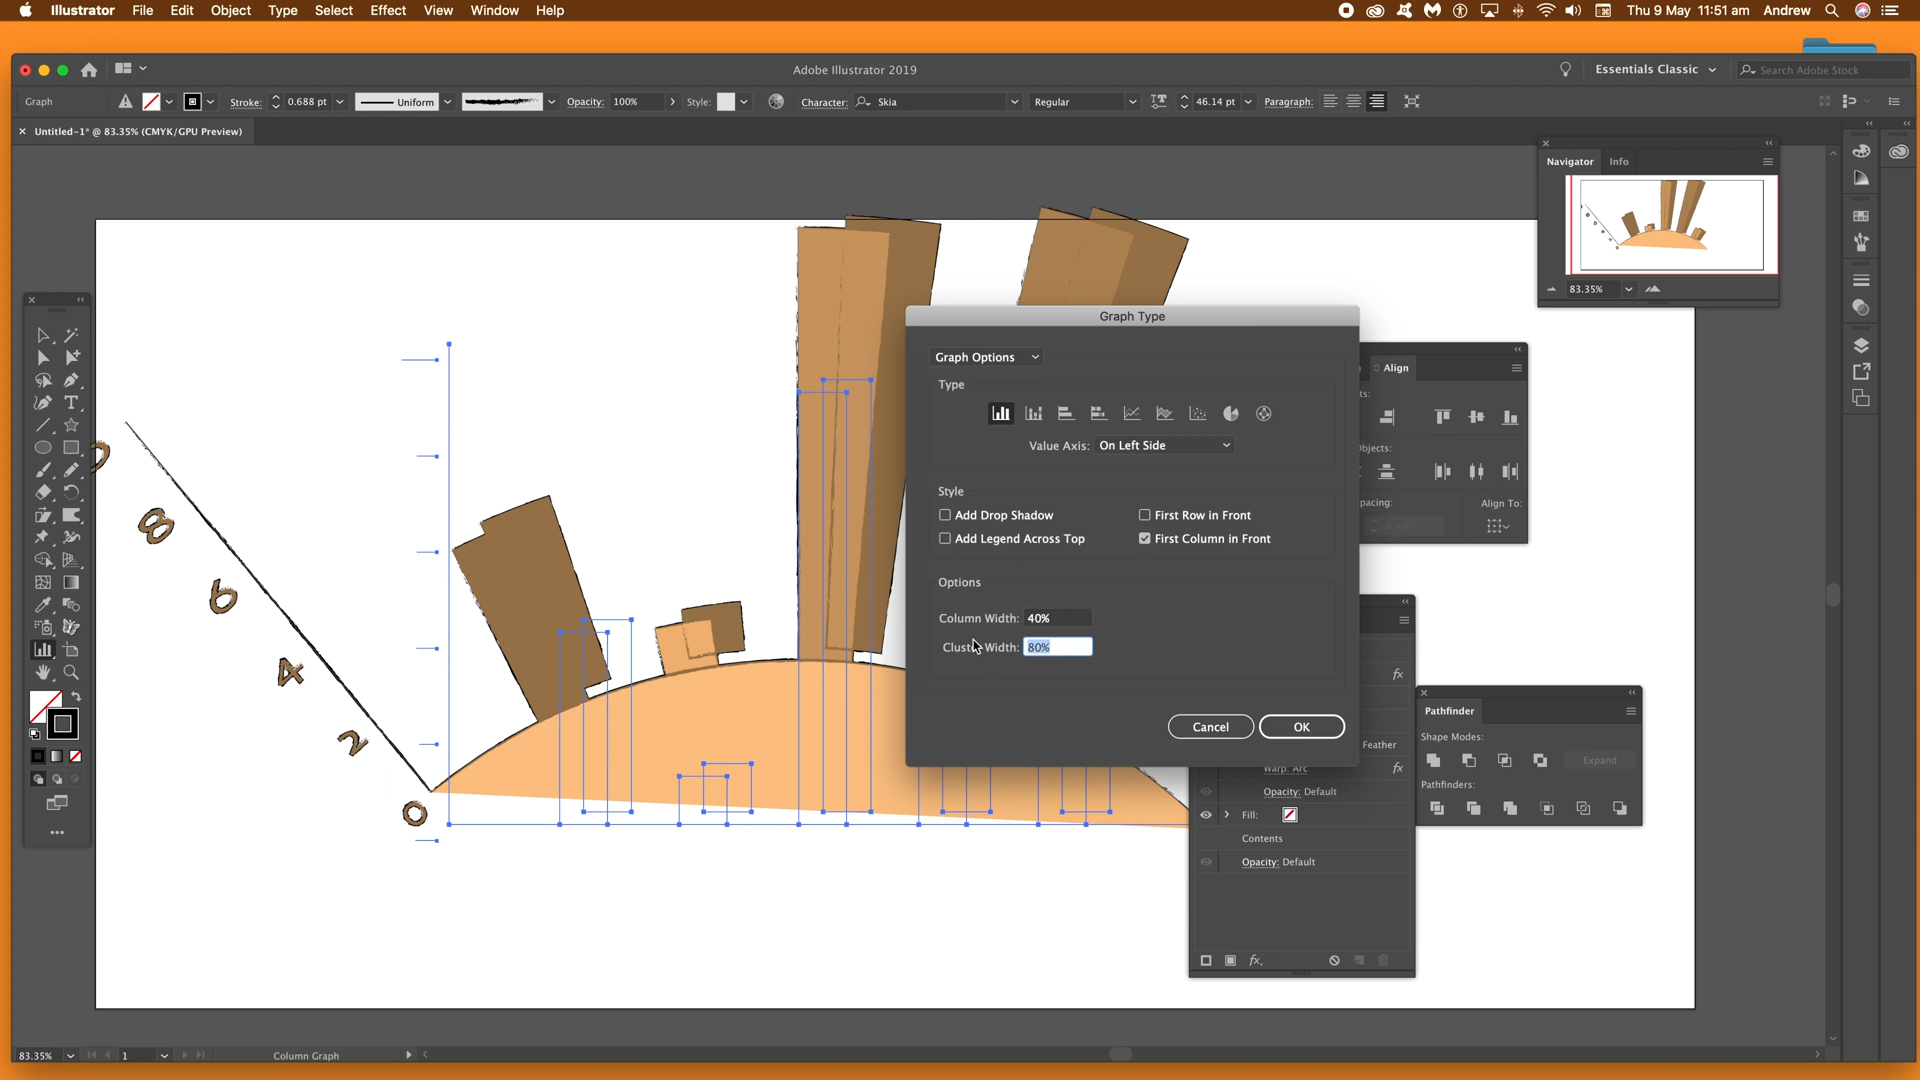 Illustrator File Edit Object Type Select Effect View Window Help
Thu 9 May 11:51 am Andrew
Adobe Illustrator 2019
Essentials Classic
Search Adobe Stock
Graph
Stroke: 0.688 pt
Uniform
Opacity: 100%
Style:
Character: Skia
Regular
46.14 pt
Paragraph:
Untitled-1* @ 83.35% (CMYK/GPU Preview)
Navigator Info
83.35%
Graph Type
Graph Options
Type
Value Axis: On Left Side
Style
Add Drop Shadow
First Row in Front
Add Legend Across Top
First Column in Front
Options
Column Width: 40%
Width: 80%
Cancel OK
Align
Align To:
8
6
4
2
0
Pathfinder
Shape Modes:
Expand
Pathfinders:
Feather
Warp: Arc
Opacity: Default
Fill:
Contents
Opacity: Default
83.35%
1
Column Graph